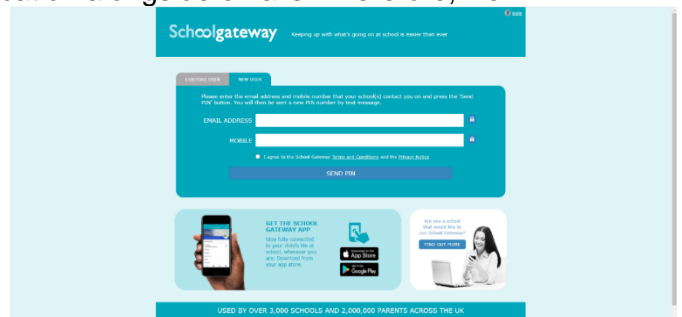 Schoolgateway
Keeping up with what's going on at school is easier than ever
EXISTING USER
NEW USER
Please enter the email address and mobile number that your school(s) contact you on and press the 'Send
PIN' button. You will then be sent a new PIN number by text message.
EMAIL ADDRESS
MOBILE
I agree to the School Gateway Terms and Conditions and the Privacy Notice
SEND PIN
GET THE SCHOOL
GATEWAY APP
Stay fully connected
to your child's life at
school, wherever you
are. Download from
your app store.
App Store
Google Play
Are you a school
that would like to
use School Gateway?
FIND OUT MORE
USED BY OVER 3,000 SCHOOLS AND 2,000,000 PARENTS ACROSS THE UK